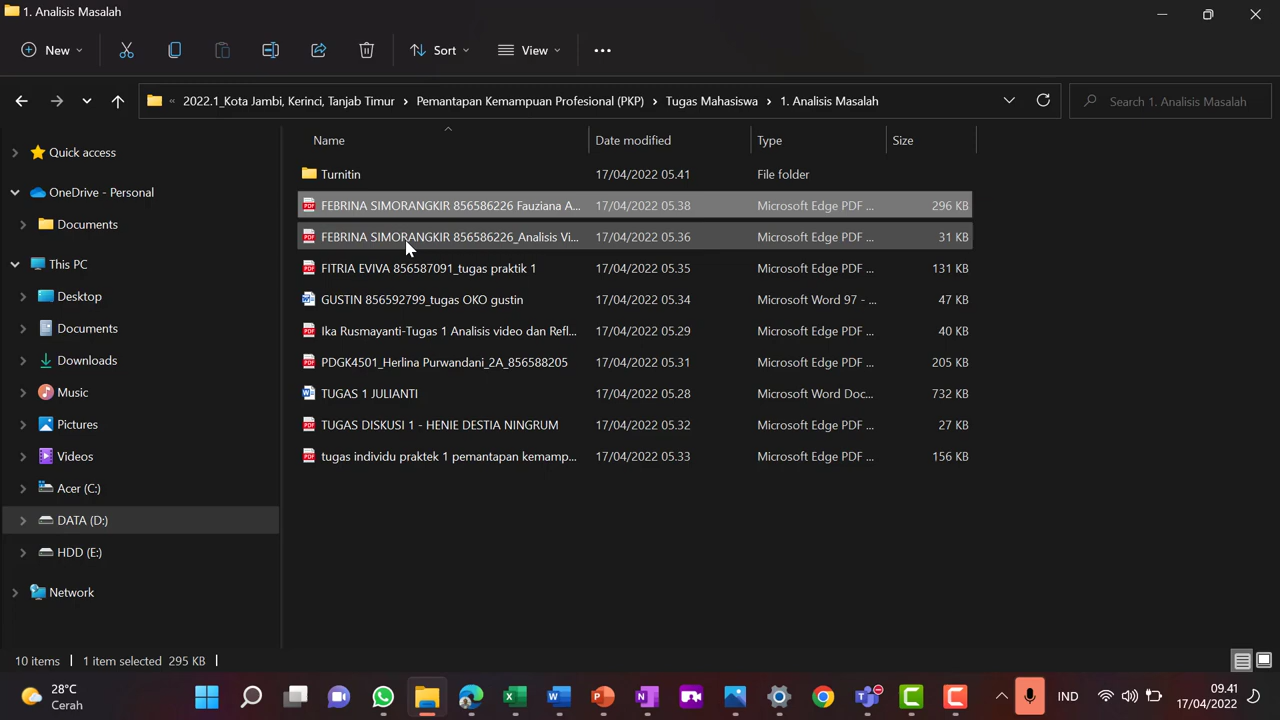 1. Analisis Masalah
New
Sort
View
« 2022.1_Kota Jambi, Kerinci, Tanjab Timur > Pemantapan Kemampuan Profesional (PKP) > Tugas Mahasiswa > 1. Analisis Masalah
Search 1. Analisis Masalah
Name Date modified Type Size
Quick access
OneDrive - Personal
Documents
This PC
Desktop
Documents
Downloads
Music
Pictures
Videos
Acer (C:)
DATA (D:)
HDD (E:)
Network
Turnitin 17/04/2022 05.41 File folder
FEBRINA SIMORANGKIR 856586226 Fauziana A... 17/04/2022 05.38 Microsoft Edge PDF ... 296 KB
FEBRINA SIMORANGKIR 856586226_Analisis Vi... 17/04/2022 05.36 Microsoft Edge PDF ... 31 KB
FITRIA EVIVA 856587091_tugas praktik 1 17/04/2022 05.35 Microsoft Edge PDF ... 131 KB
GUSTIN 856592799_tugas OKO gustin 17/04/2022 05.34 Microsoft Word 97 - ... 47 KB
Ika Rusmayanti-Tugas 1 Analisis video dan Refl... 17/04/2022 05.29 Microsoft Edge PDF ... 40 KB
PDGK4501_Herlina Purwandani_2A_856588205 17/04/2022 05.31 Microsoft Edge PDF ... 205 KB
TUGAS 1 JULIANTI 17/04/2022 05.28 Microsoft Word Doc... 732 KB
TUGAS DISKUSI 1 - HENIE DESTIA NINGRUM 17/04/2022 05.32 Microsoft Edge PDF ... 27 KB
tugas individu praktek 1 pemantapan kemamp... 17/04/2022 05.33 Microsoft Edge PDF ... 156 KB
10 items 1 item selected 295 KB
28°C
Cerah
IND
09.41
17/04/2022